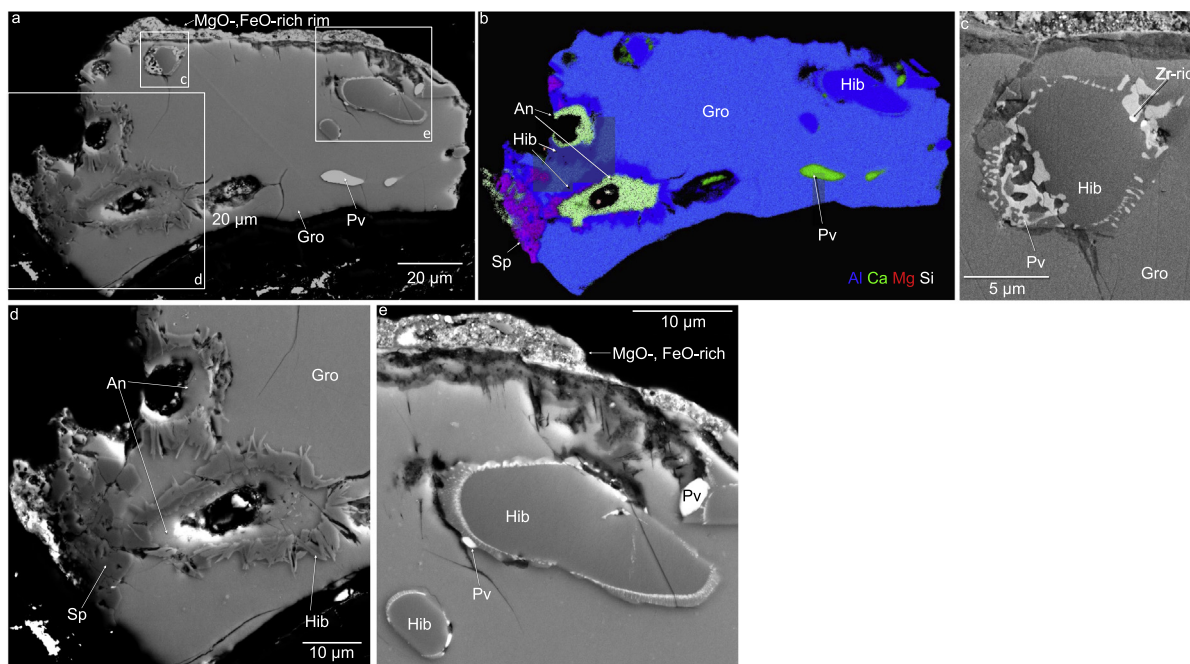 a
MgO-,FeO-rich rim
c
e
20 µm
Pv
Gro
d
20 µm
b
An
Hib
Hib
Gro
Sp
Pv
Al Ca Mg Si
c
Hib
Pv
Gro
5 µm
d
An
Gro
Sp
Hib
10 µm
e
10 µm
MgO-, FeO-rich
Hib
Pv
Pv
Hib